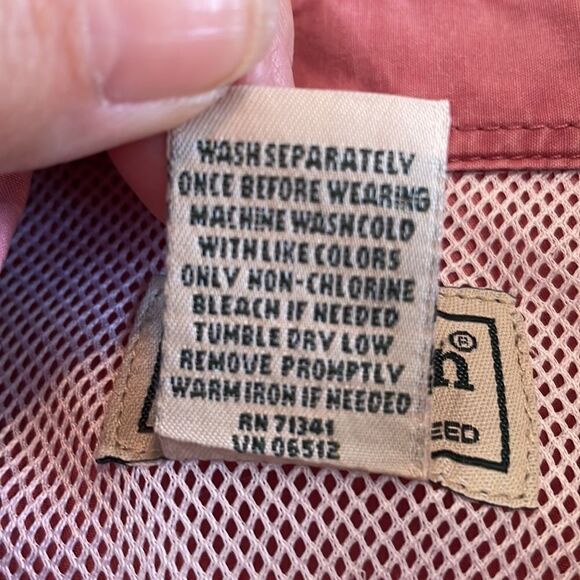 WASH SEPARATELY
ONCE BEFORE WEARING
MACHINE WASH COLD
WITH LIKE COLORS
ONLY NON-CHLORINE
BLEACH IF NEEDED
TUMBLE DRY LOW
REMOVE PROMPTLY
WARM IRON IF NEEDED
RN 71341
VN 06512
n®
EED